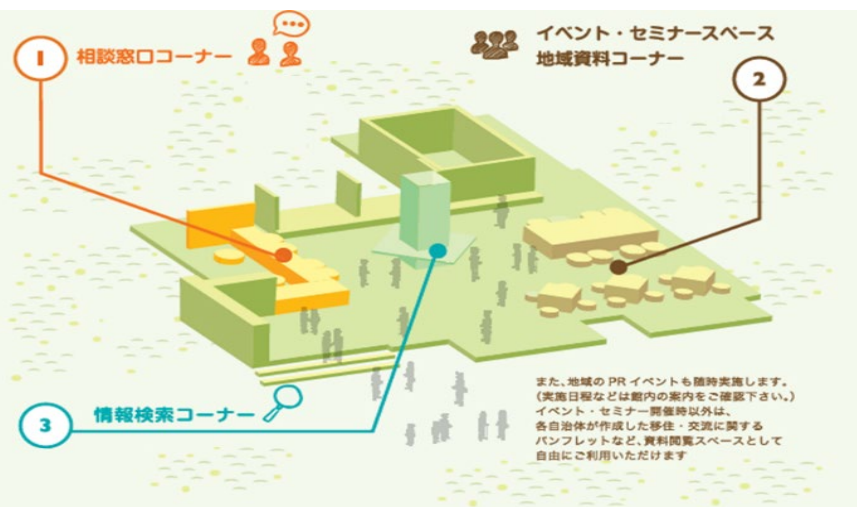 1 相談窓口コーナー
イベント・セミナースペース
地域資料コーナー
2
3 情報検索コーナー
また、地域の PR イベントも随時実施します。
(実施日程などは館内の案内をご確認下さい。)
イベント・セミナー開催時以外は、
各自治体が作成した移住・交流に関する
パンフレットなど、資料閲覧スペースとして
自由にご利用いただけます